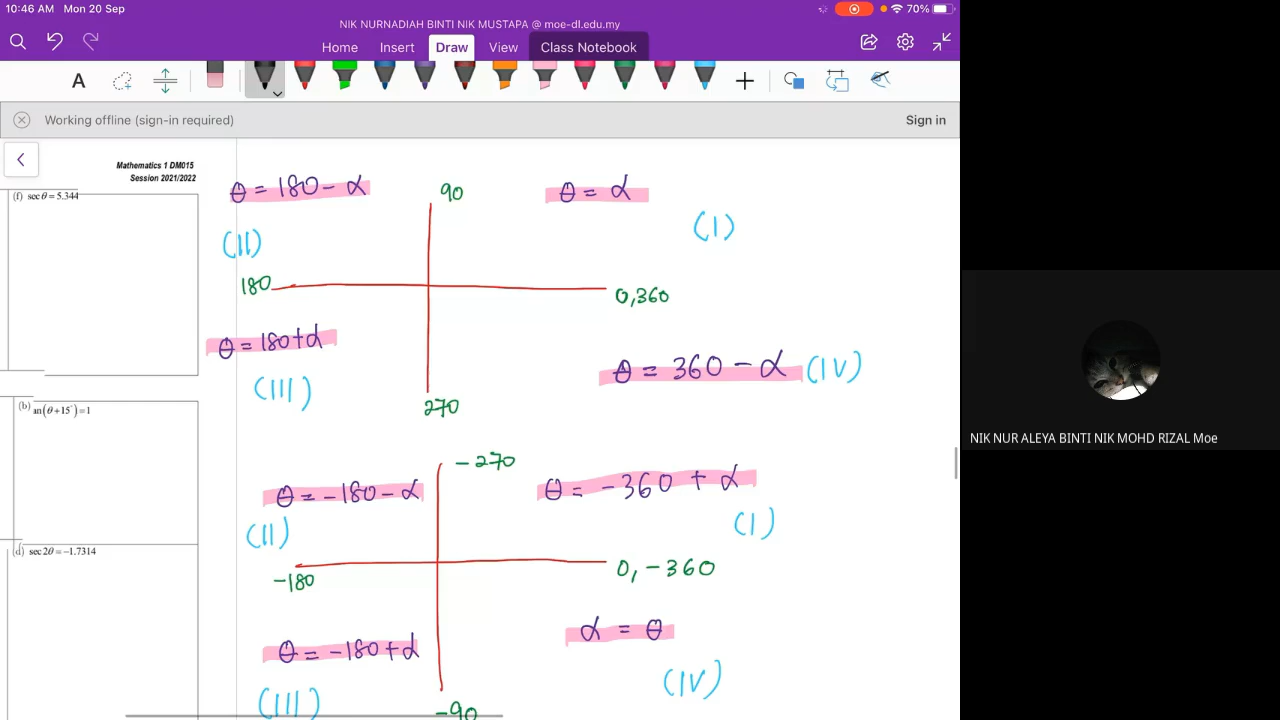 10:46 AM Mon 20 Sep
70%
NIK NURNADIAH BINTI NIK MUSTAPA @ moe-dl.edu.my
Home Insert Draw View Class Notebook
A
Working offline (sign-in required) Sign in
Mathematics 1 DM015
Session 2021/2022
(f) sec θ = 5.344
(b) an(θ+15°)=1
(d) sec 2θ = −1.7314
θ = 180 − α
90
θ = α
(II)
(I)
180
0,360
θ = 180+α
(III)
θ = 360 − α (IV)
270
−270
θ = −180 − α
θ = −360 + α
(II)
(I)
−180
0, −360
α = θ
θ = −180+α
(III)
(IV)
−90
NIK NUR ALEYA BINTI NIK MOHD RIZAL Moe